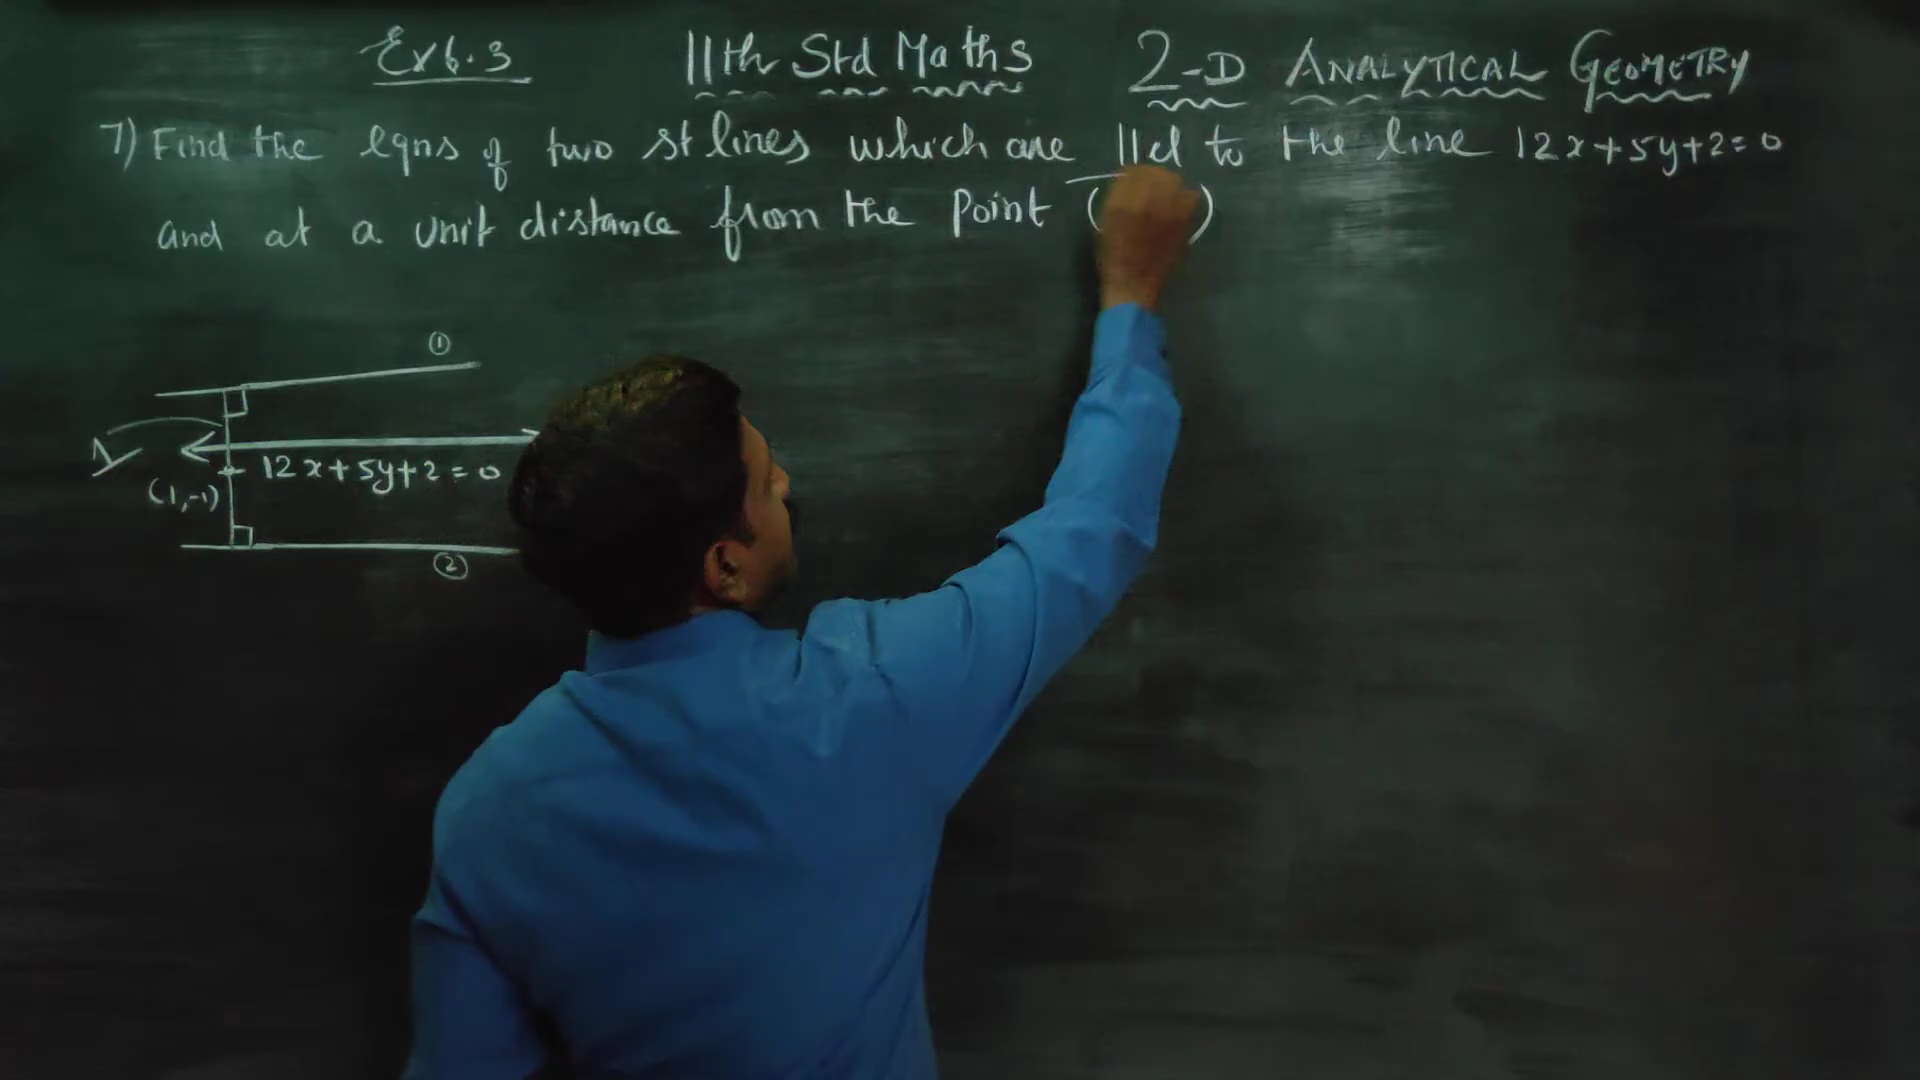 Ex 6.3 11th Std Maths 2-D ANALYTICAL GEOMETRY
7) Find the eqns of two st lines which are ||el to the line 12x+5y+2=0
and at a unit distance from the point ( )
①
1
12x+5y+2=0
(1,-1)
②